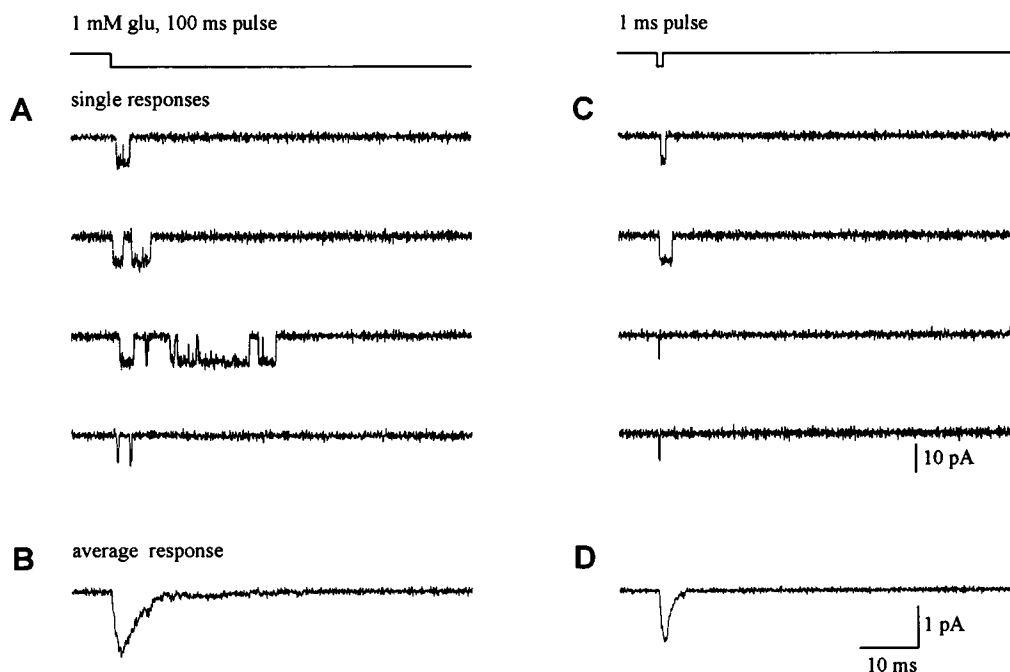 1 mM glu, 100 ms pulse
1 ms pulse
A
single responses
C
10 pA
B
average response
D
1 pA
10 ms